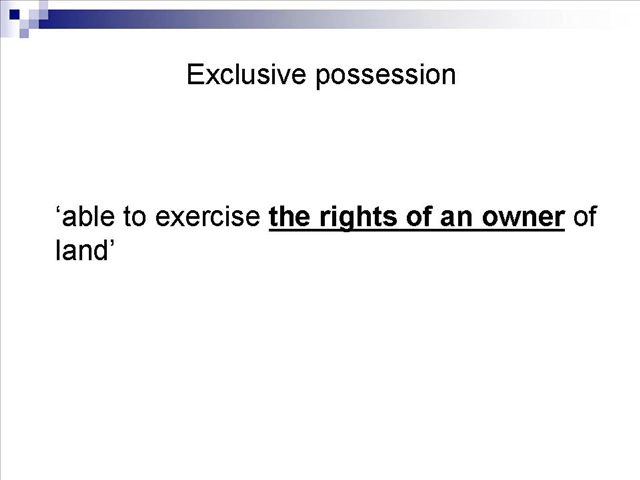 Exclusive possession
‘able to exercise the rights of an owner of
land’